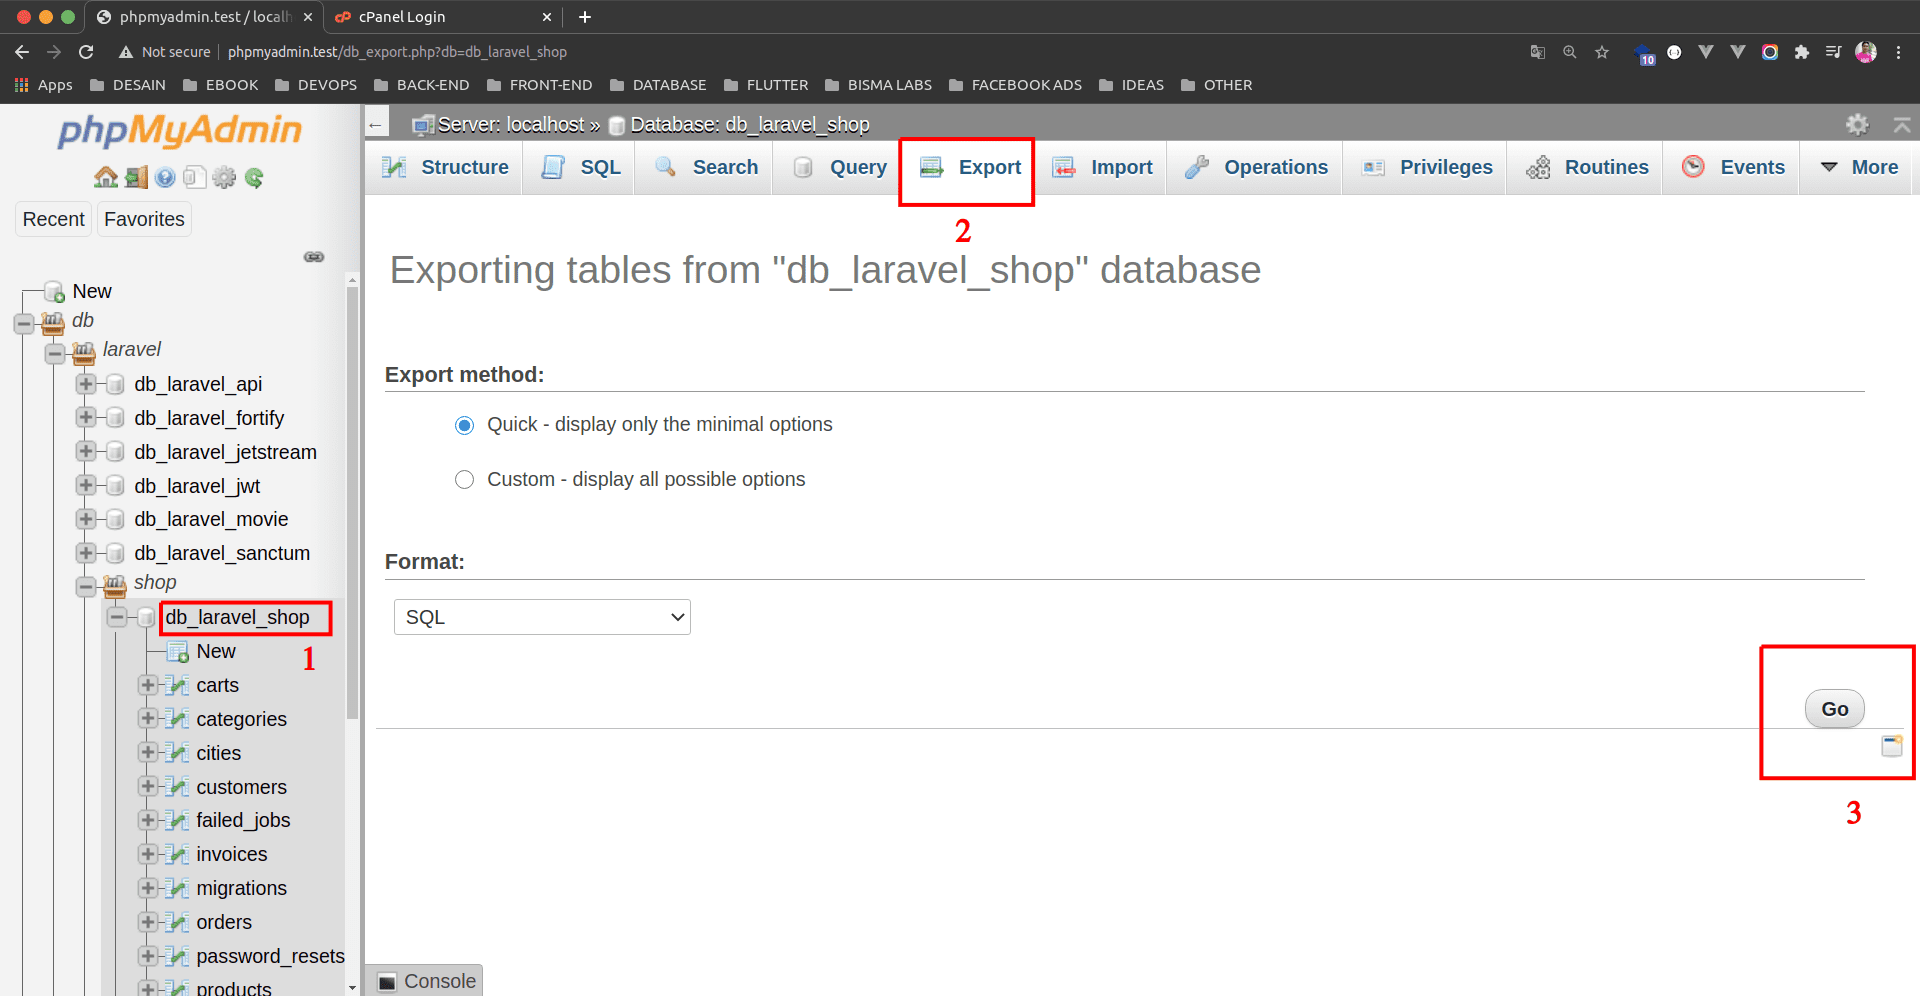 phpmyadmin.test / localh
cPanel Login
Not secure
phpmyadmin.test/db_export.php?db=db_laravel_shop
10
Apps
DESAIN
EBOOK
DEVOPS
BACK-END
FRONT-END
DATABASE
FLUTTER
BISMA LABS
FACEBOOK ADS
IDEAS
OTHER
phpMyAdmin
Recent
Favorites
New
db
laravel
db_laravel_api
db_laravel_fortify
db_laravel_jetstream
db_laravel_jwt
db_laravel_movie
db_laravel_sanctum
shop
db_laravel_shop
1
New
carts
categories
cities
customers
failed_jobs
invoices
migrations
orders
password_resets
products
Server: localhost » Database: db_laravel_shop
Structure
SQL
Search
Query
Export
Import
Operations
Privileges
Routines
Events
More
2
Exporting tables from "db_laravel_shop" database
Export method:
Quick - display only the minimal options
Custom - display all possible options
Format:
SQL
Go
3
Console